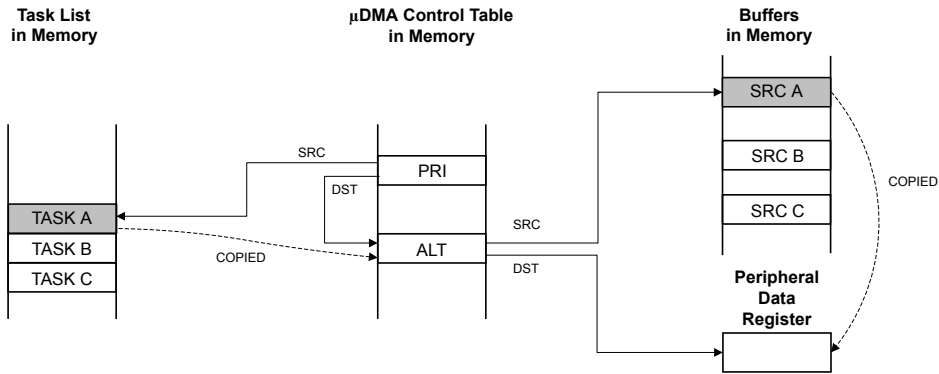 Task List
in Memory
µDMA Control Table
in Memory
Buffers
in Memory
SRC A
SRC
PRI
SRC B
DST
COPIED
TASK A
SRC C
SRC
TASK B
ALT
COPIED
DST
TASK C
Peripheral
Data
Register